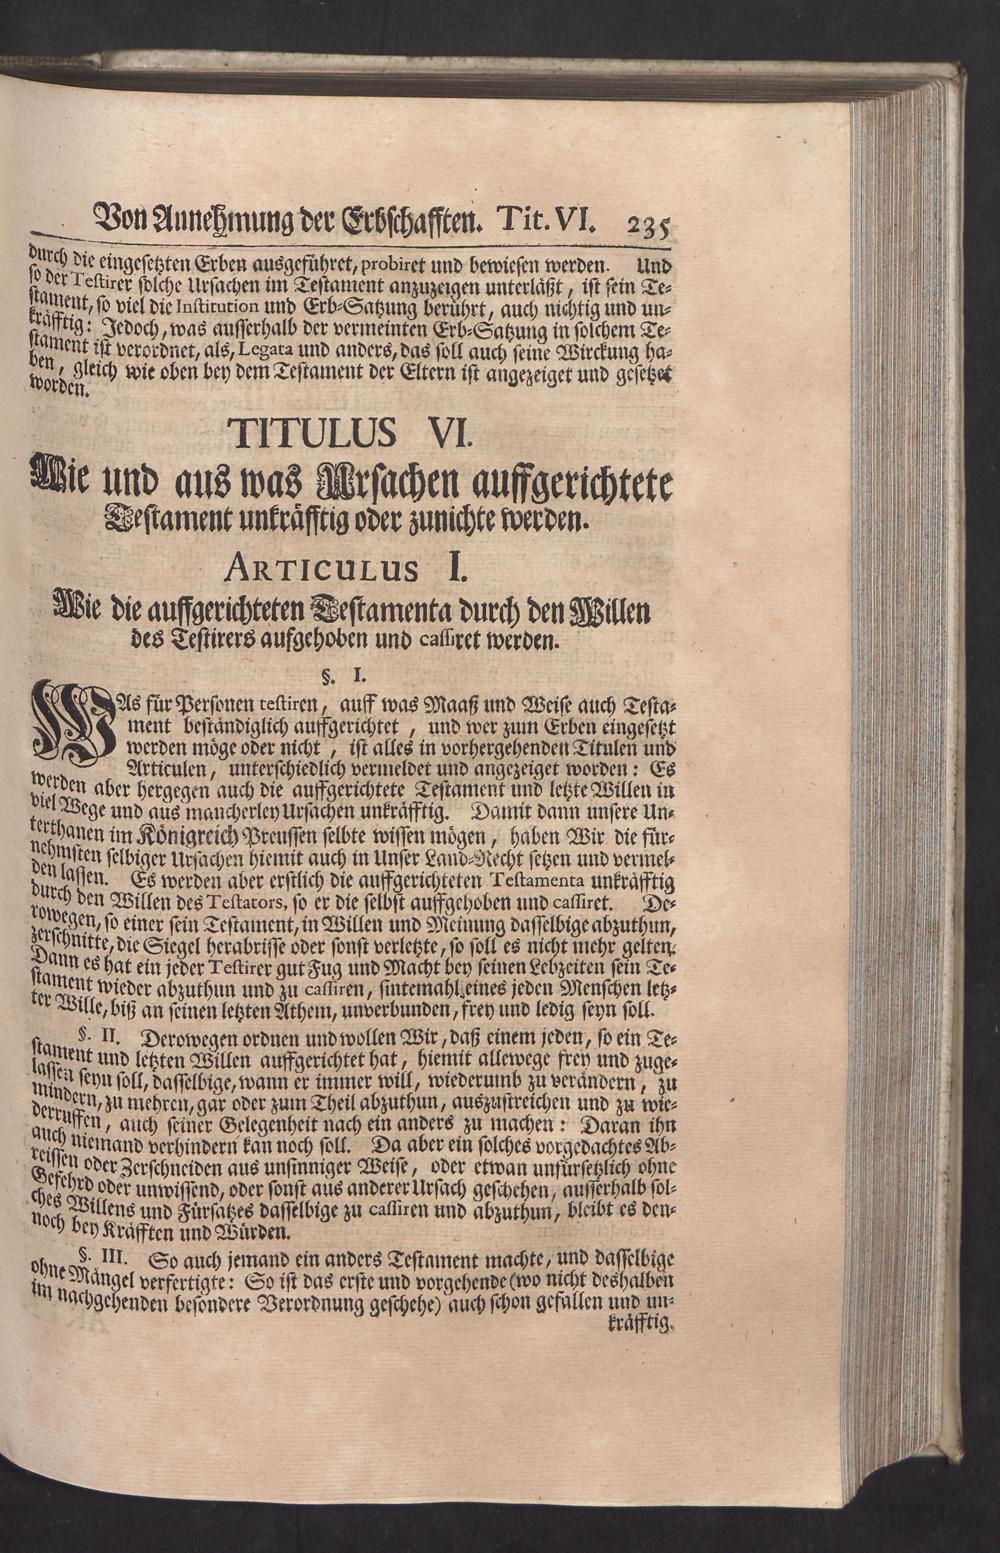 Von Annehmung der Erbschafften. Tit. VI. 235
durch die eingesetzten Erben ausgeführet, probiret und bewiesen werden. Und
so der Testirer solche Ursachen im Testament anzuzeigen unterläßt, ist sein Te-
stament, so viel die Institution und Erb-Satzung berührt, auch nichtig und un-
kräfftig: Jedoch, was ausserhalb der vermeinten Erb-Satzung in solchem Te-
stament ist verordnet, als, Legata und anders, das soll auch seine Wirckung ha-
ben, gleich wie oben bey dem Testament der Eltern ist angezeiget und gesetzet
worden.
TITULUS VI.
Wie und aus was Ursachen auffgerichtete
Testament unkräfftig oder zunichte werden.
ARTICULUS I.
Wie die auffgerichteten Testamenta durch den Willen
des Testirers aufgehoben und cassiret werden.
§. I.
WAs für Personen testiren, auff was Maaß und Weise auch Testa-
ment beständiglich auffgerichtet, und wer zum Erben eingesetzt
werden möge oder nicht, ist alles in vorhergehenden Titulen und
Articulen, unterschiedlich vermeldet und angezeiget worden: Es
werden aber hergegen auch die auffgerichtete Testament und letzte Willen in
viel Wege und aus mancherley Ursachen unkräfftig. Damit dann unsere Un-
terthanen im Königreich Preussen selbte wissen mögen, haben Wir die für-
nehmsten selbiger Ursachen hiemit auch in Unser Land-Recht setzen und vermel-
den lassen. Es werden aber erstlich die auffgerichteten Testamenta unkräfftig
durch den Willen des Testators, so er die selbst auffgehoben und cassiret. De-
rowegen, so einer sein Testament, in Willen und Meinung dasselbige abzuthun,
zerschnitte, die Siegel herabrisse oder sonst verletzte, so soll es nicht mehr gelten.
Dann es hat ein jeder Testirer gut Fug und Macht bey seinen Lebzeiten sein Te-
stament wieder abzuthun und zu cassiren, sintemahl eines jeden Menschen letz-
ter Wille, biß an seinen letzten Athem, unverbunden, frey und ledig seyn soll.
§. II. Derowegen ordnen und wollen Wir, daß einem jeden, so ein Te-
stament und letzten Willen auffgerichtet hat, hiemit allewege frey und zuge-
lassen seyn soll, dasselbige, wann er immer will, wiederumb zu verändern, zu
mindern, zu mehren, gar oder zum Theil abzuthun, auszustreichen und zu wie-
derruffen, auch seiner Gelegenheit nach ein anders zu machen: Daran ihn
auch niemand verhindern kan noch soll. Da aber ein solches vorgedachtes Ab-
reissen oder Zerschneiden aus unsinniger Weise, oder etwan unfürsetzlich ohne
Gefehrd oder unwissend, oder sonst aus anderer Ursach geschehen, ausserhalb sol-
ches Willens und Fürsatzes dasselbige zu cassiren und abzuthun, bleibt es den-
noch bey Kräfften und Würden.
§. III. So auch jemand ein anders Testament machte, und dasselbige
ohne Mängel verfertigte: So ist das erste und vorgehende (wo nicht deshalben
im nachgehenden besondere Verordnung geschehe) auch schon gefallen und un-
kräfftig.